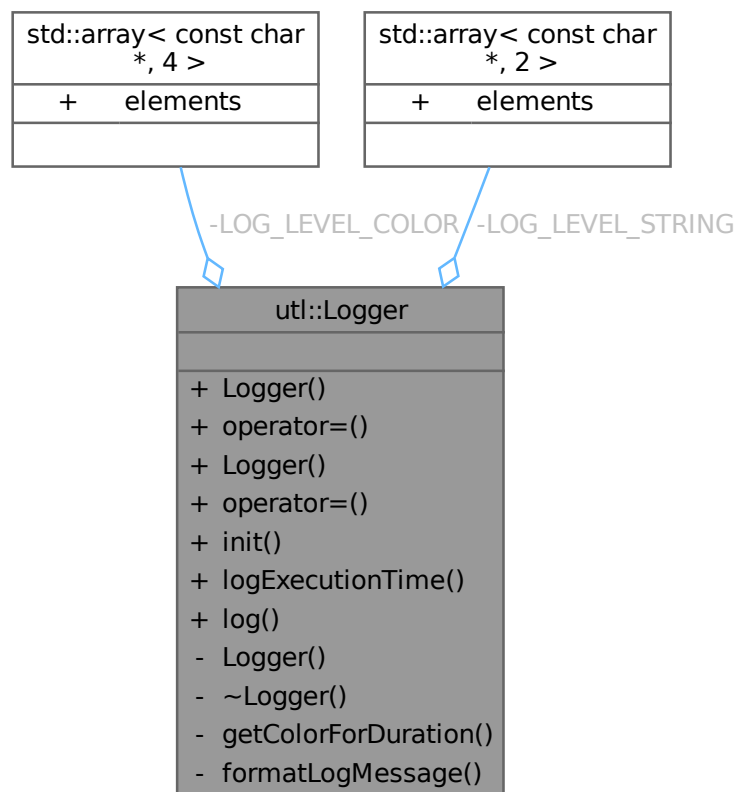 std::array< const char
*, 4 >
+ elements
std::array< const char
*, 2 >
+ elements
-LOG_LEVEL_COLOR
-LOG_LEVEL_STRING
utl::Logger
+ Logger()
+ operator=()
+ Logger()
+ operator=()
+ init()
+ logExecutionTime()
+ log()
- Logger()
- ~Logger()
- getColorForDuration()
- formatLogMessage()